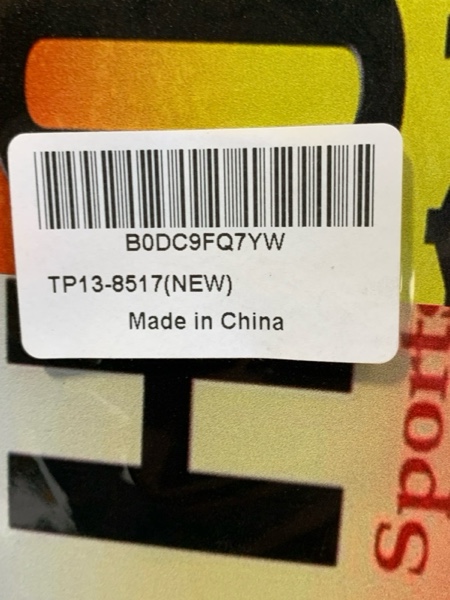 B0DC9FQ7YW
TP13-8517(NEW)
Made in China
H
Sport